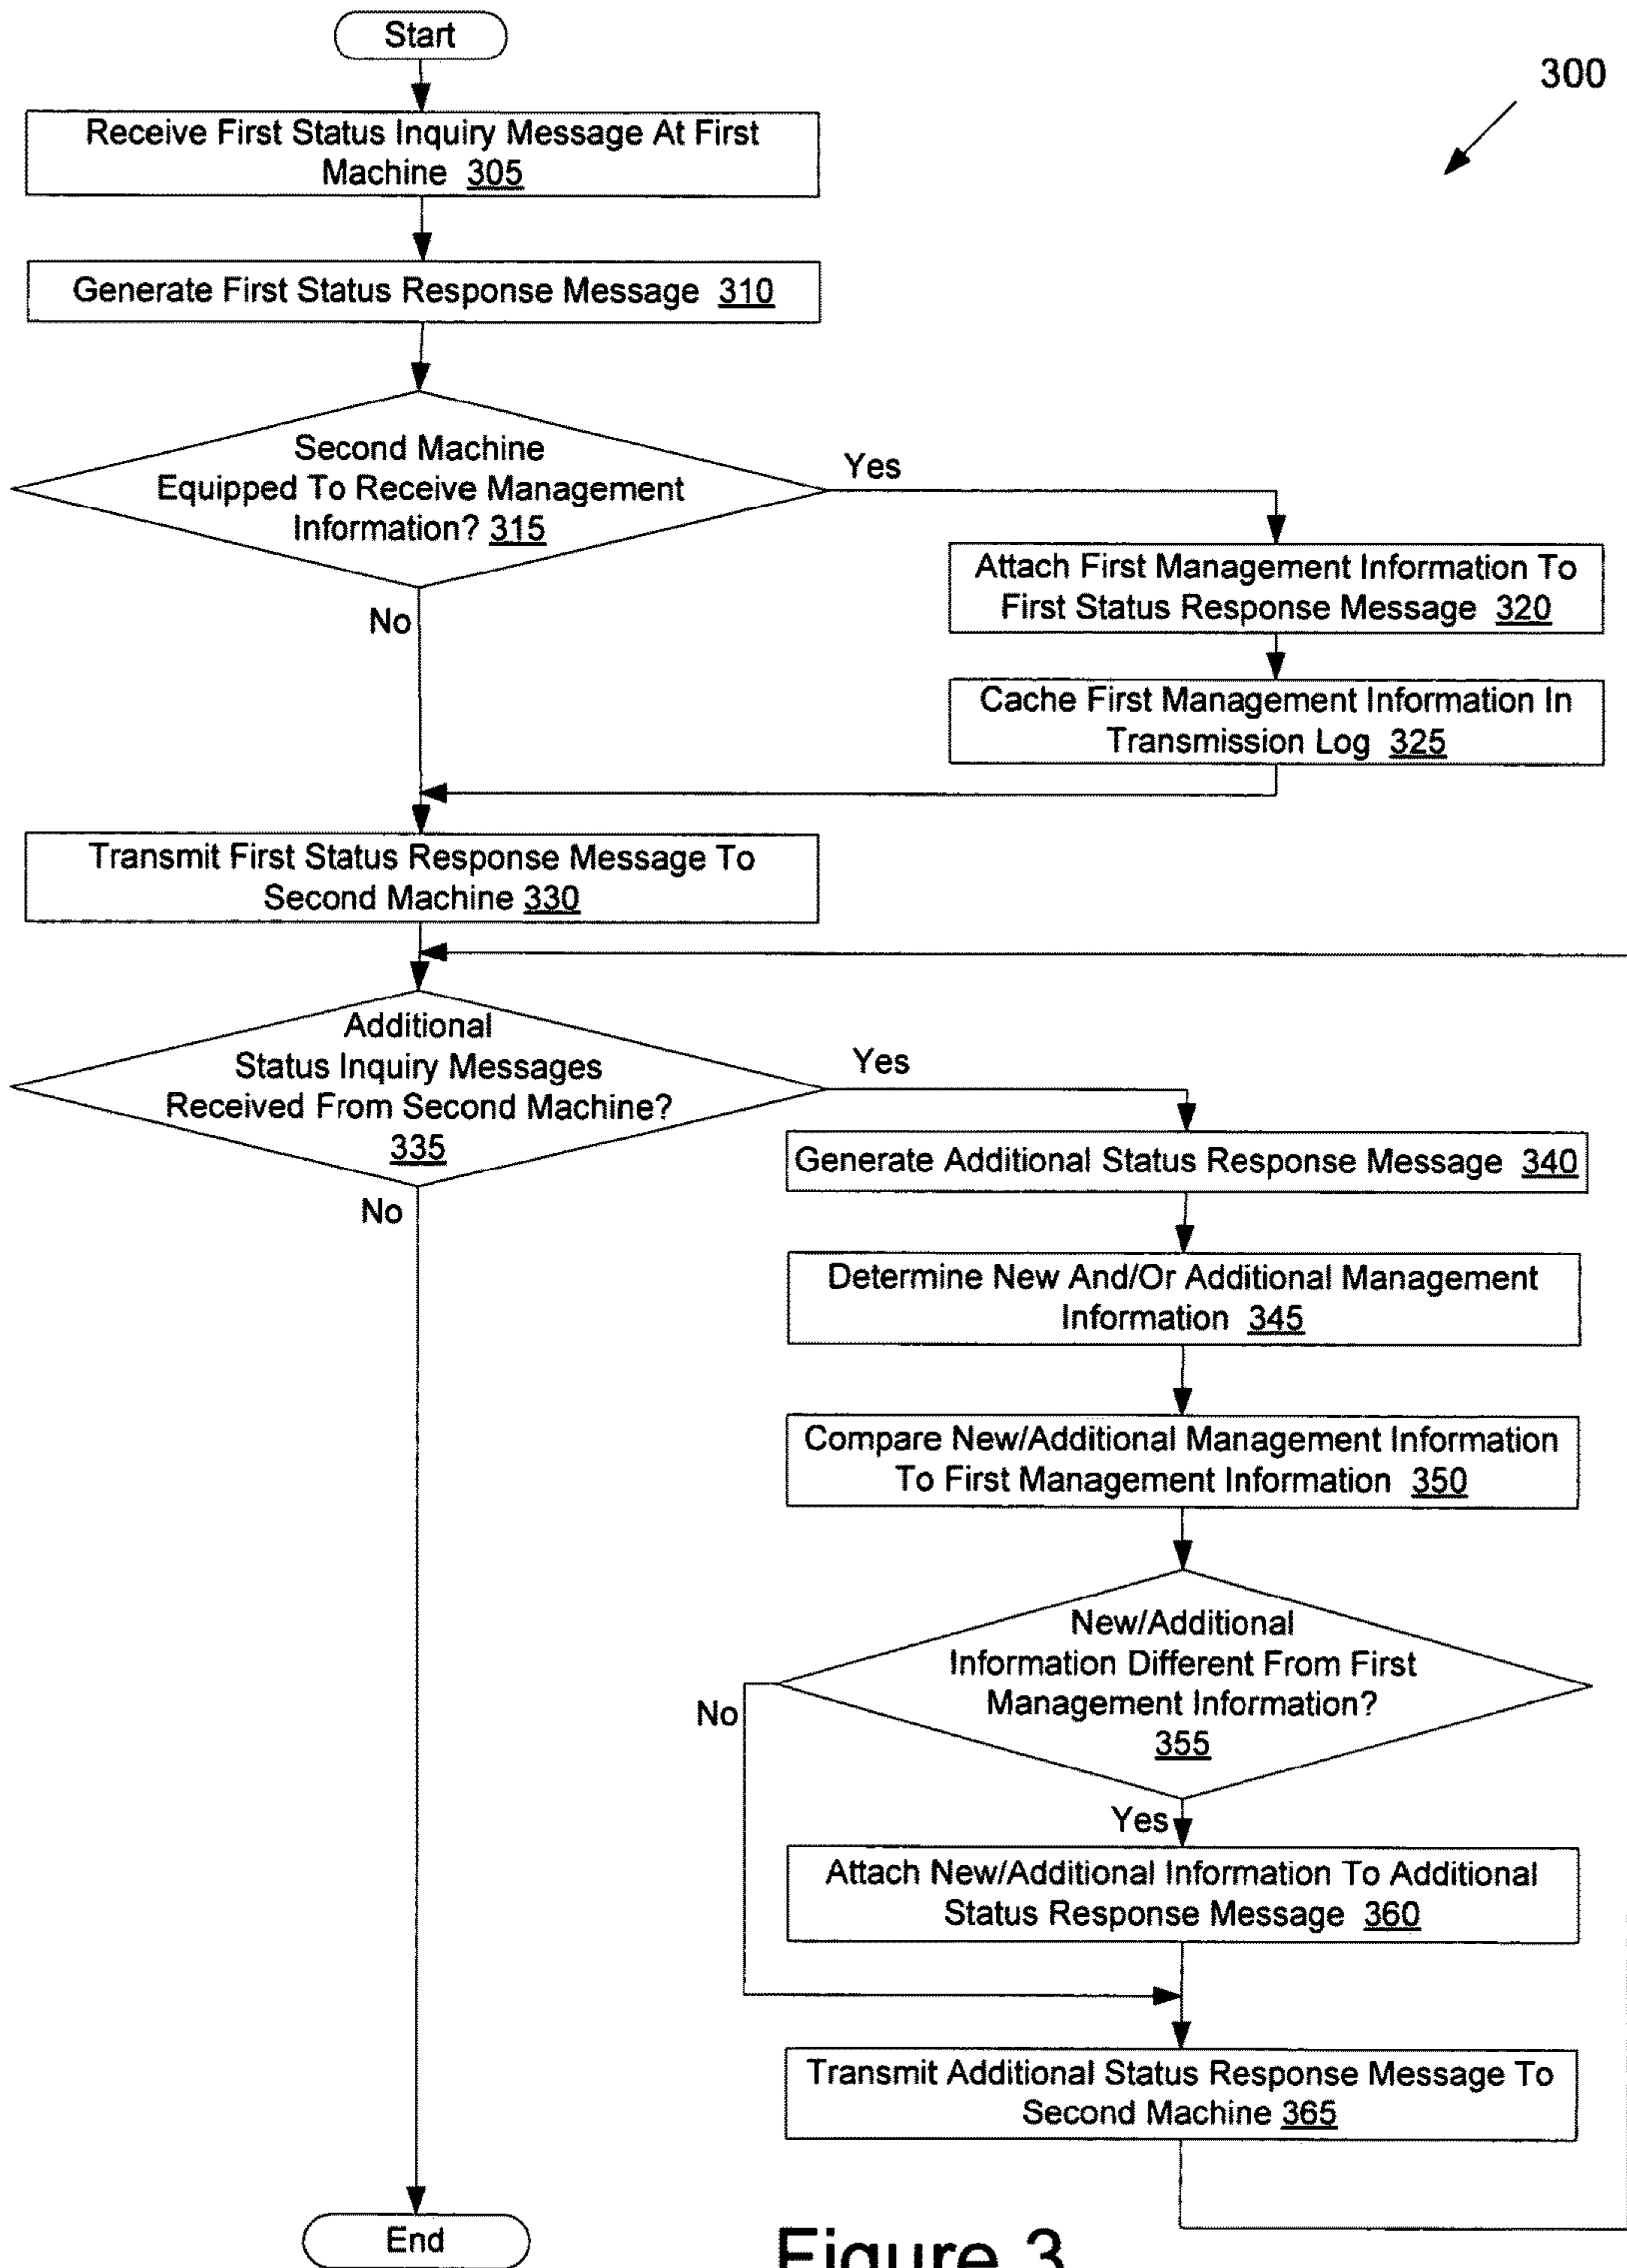 Start
300
Receive First Status Inquiry Message At First
Machine 305
Generate First Status Response Message 310
Second Machine
Equipped To Receive Management
Information? 315
Yes
No
Attach First Management Information To
First Status Response Message 320
Cache First Management Information In
Transmission Log 325
Transmit First Status Response Message To
Second Machine 330
Additional
Status Inquiry Messages
Received From Second Machine?
335
Yes
No
Generate Additional Status Response Message 340
Determine New And/Or Additional Management
Information 345
Compare New/Additional Management Information
To First Management Information 350
New/Additional
Information Different From First
Management Information?
355
No
Yes
Attach New/Additional Information To Additional
Status Response Message 360
Transmit Additional Status Response Message To
Second Machine 365
End
Figure 3